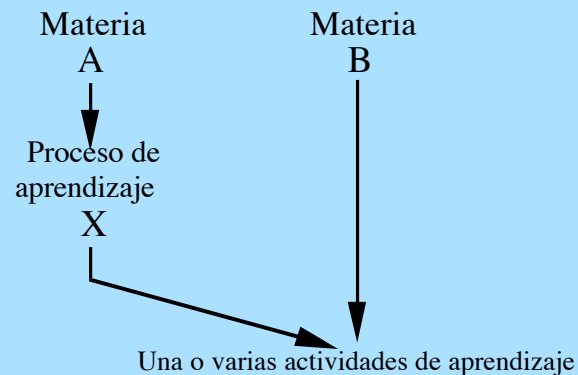 Materia
A
Materia
B
Proceso de
aprendizaje
X
Una o varias actividades de aprendizaje